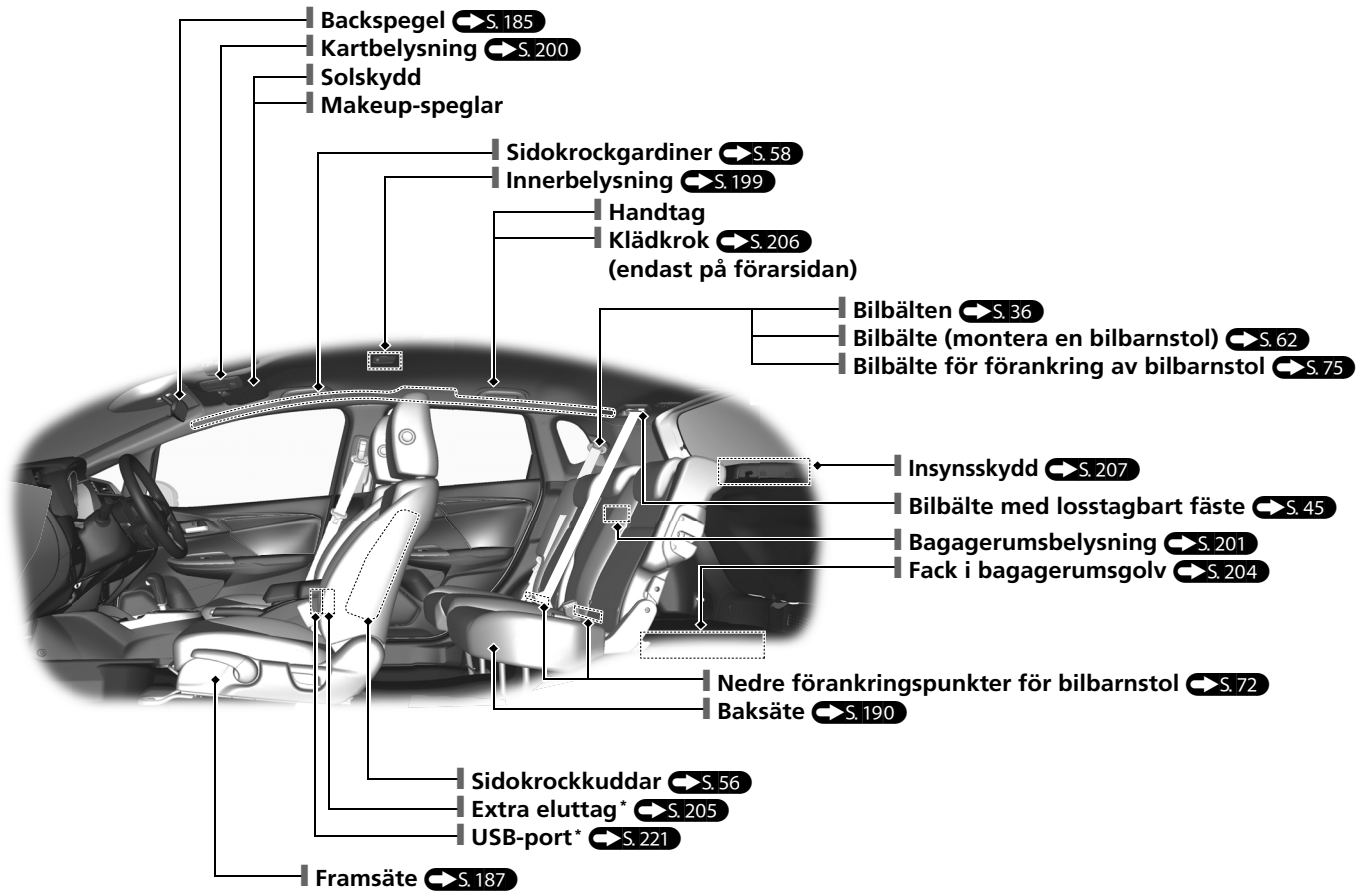 Backspegel S. 185
Kartbelysning S. 200
Solskydd
Makeup-speglar
Sidokrockgardiner S. 58
Innerbelysning S. 199
Handtag
Klädkrok S. 206
(endast på förarsidan)
Bilbälten S. 36
Bilbälte (montera en bilbarnstol) S. 62
Bilbälte för förankring av bilbarnstol S. 75
Insynsskydd S. 207
Bilbälte med losstagbart fäste S. 45
Bagagerumsbelysning S. 201
Fack i bagagerumsgolv S. 204
Nedre förankringspunkter för bilbarnstol S. 72
Baksäte S. 190
Sidokrockkuddar S. 56
Extra eluttag* S. 205
USB-port* S. 221
Framsäte S. 187